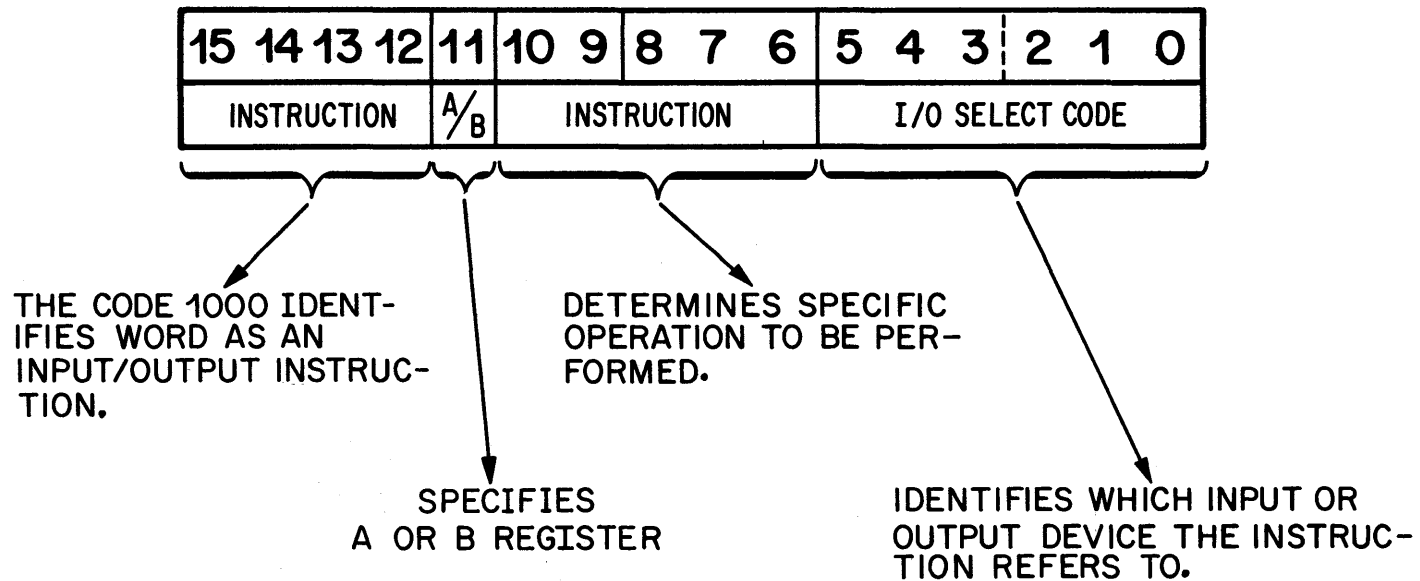 15 14 13 12 11 10 9 8 7 6 5 4 3 2 1 0
INSTRUCTION A/B INSTRUCTION I/O SELECT CODE
THE CODE 1000 IDENT-
IFIES WORD AS AN
INPUT/OUTPUT INSTRUC-
TION.
DETERMINES SPECIFIC
OPERATION TO BE PER-
FORMED.
SPECIFIES
A OR B REGISTER
IDENTIFIES WHICH INPUT OR
OUTPUT DEVICE THE INSTRUC-
TION REFERS TO.